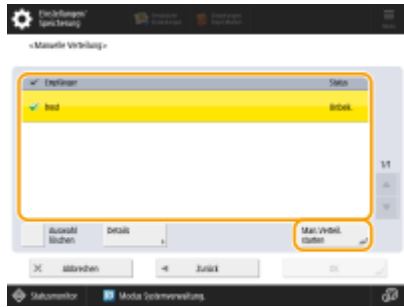 Einstellungen/
Speicherung
<Manuelle Verteilung>
Empfänger
Status
Unbek.
1/1
Auswahl
löschen
Details
Man. Verteil.
starten
Abbrechen
Zurück
OK
Statusmonitor
Modus Systemverwaltung.